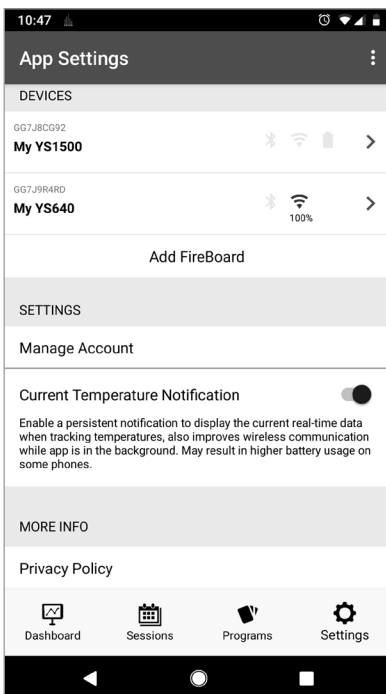 10:47
App Settings
DEVICES
GG7J8CG92
My YS1500
GG7J9R4RD
My YS640
100%
Add FireBoard
SETTINGS
Manage Account
Current Temperature Notification
Enable a persistent notification to display the current real-time data
when tracking temperatures, also improves wireless communication
while app is in the background. May result in higher battery usage on
some phones.
MORE INFO
Privacy Policy
Dashboard
Sessions
Programs
Settings